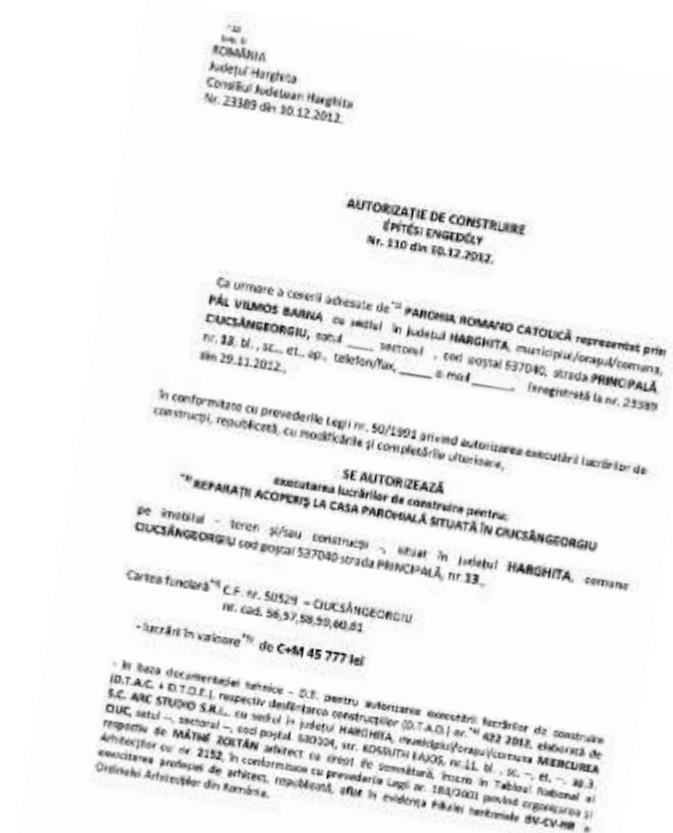 ROMÂNIA
Județul Harghita
Consiliul Județean Harghita
Nr. 23389 din 10.12.2012.
AUTORIZAȚIE DE CONSTRUIRE
ÉPÍTÉSI ENGEDÉLY
Nr. 110 din 10.12.2012.
Ca urmare a cererii adresate de PAROHIA ROMANO CATOLICĂ reprezentat prin
PÁL VILMOS BARNA cu sediul în județul HARGHITA, municipiul/orașul/comuna,
CIUCSÂNGEORGIU, satul ____ sectorul , cod poștal 537040, strada PRINCIPALĂ
nr. 13, bl. , sc., et., ap., telefon/fax, _____ e-mail ______, înregistrată la nr. 23389
din 29.11.2012.,
În conformitate cu prevederile Legii nr. 50/1991 privind autorizarea executării lucrărilor de
construcții, republicată, cu modificările și completările ulterioare,
SE AUTORIZEAZĂ
executarea lucrărilor de construire pentru:
REPARAȚII ACOPERIȘ LA CASA PAROHIALĂ SITUATĂ ÎN CIUCSÂNGEORGIU
pe imobilul – teren și/sau construcții –, situat în județul HARGHITA, comuna
CIUCSÂNGEORGIU cod poștal 537040 strada PRINCIPALĂ, nr.13.,
Cartea funciară C.F. nr. 50529 – CIUCSÂNGEORGIU
nr. cad. 56,57,58,59,60,61
- lucrări în valoare de C+M 45 777 lei
- în baza documentației tehnice – D.T. pentru autorizarea executării lucrărilor de construire
(D.T.A.C. + D.T.O.E.), respectiv desființarea construcțiilor (D.T.A.D.) nr. 422 2012, elaborată de
S.C. ARC STUDIO S.R.L., cu sediul în județul HARGHITA, municipiul/orașul/comuna MIERCUREA
CIUC, satul –, sectorul –, cod poștal 530304, str. KOSSUTH LAJOS, nr.11, bl. , sc. –, et. –, ap.3
respectiv de MÁTHÉ ZOLTÁN arhitect cu drept de semnătură, înscris în Tabloul Național al
Arhitecților cu nr. 2152, în conformitate cu prevederile Legii nr. 184/2001 privind organizarea și
exercitarea profesiei de arhitect, republicată, aflat în evidența Filialei teritoriale BV-CV-HR a
Ordinului Arhitecților din România.